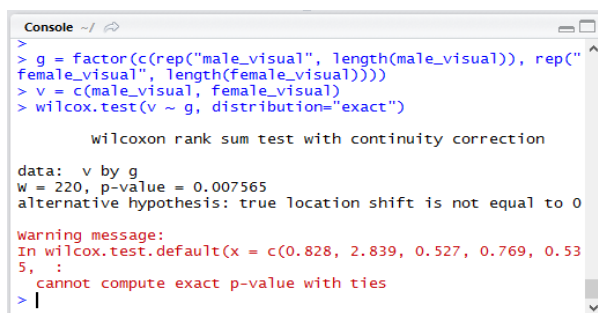 Console ~/
>
> g = factor(c(rep("male_visual", length(male_visual)), rep("
female_visual", length(female_visual))))
> v = c(male_visual, female_visual)
> wilcox.test(v ~ g, distribution="exact")
Wilcoxon rank sum test with continuity correction
data:  v by g
W = 220, p-value = 0.007565
alternative hypothesis: true location shift is not equal to 0
Warning message:
In wilcox.test.default(x = c(0.828, 2.839, 0.527, 0.769, 0.53
5,  :
cannot compute exact p-value with ties
>